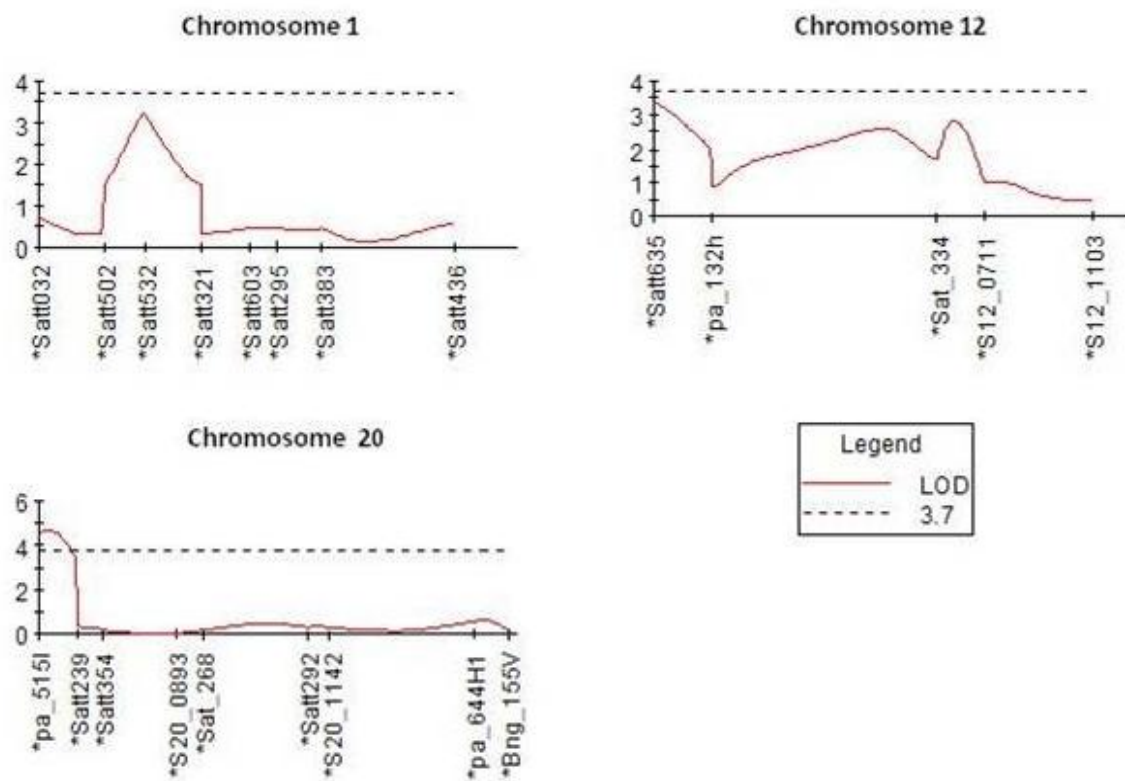 Chromosome 1
4
3
2
1
0
*Satt032
*Satt502
*Satt532
*Satt321
*Satt603
*Satt295
*Satt383
*Satt436
Chromosome 12
4
3
2
1
0
*Satt635
*pa_132h
*Sat_334
*S12_0711
*S12_1103
Chromosome 20
6
4
2
0
*pa_515I
*Satt239
*Satt354
*S20_0893
*Sat_268
*Satt292
*S20_1142
*pa_644H1
*Bng_155V
Legend
LOD
3.7